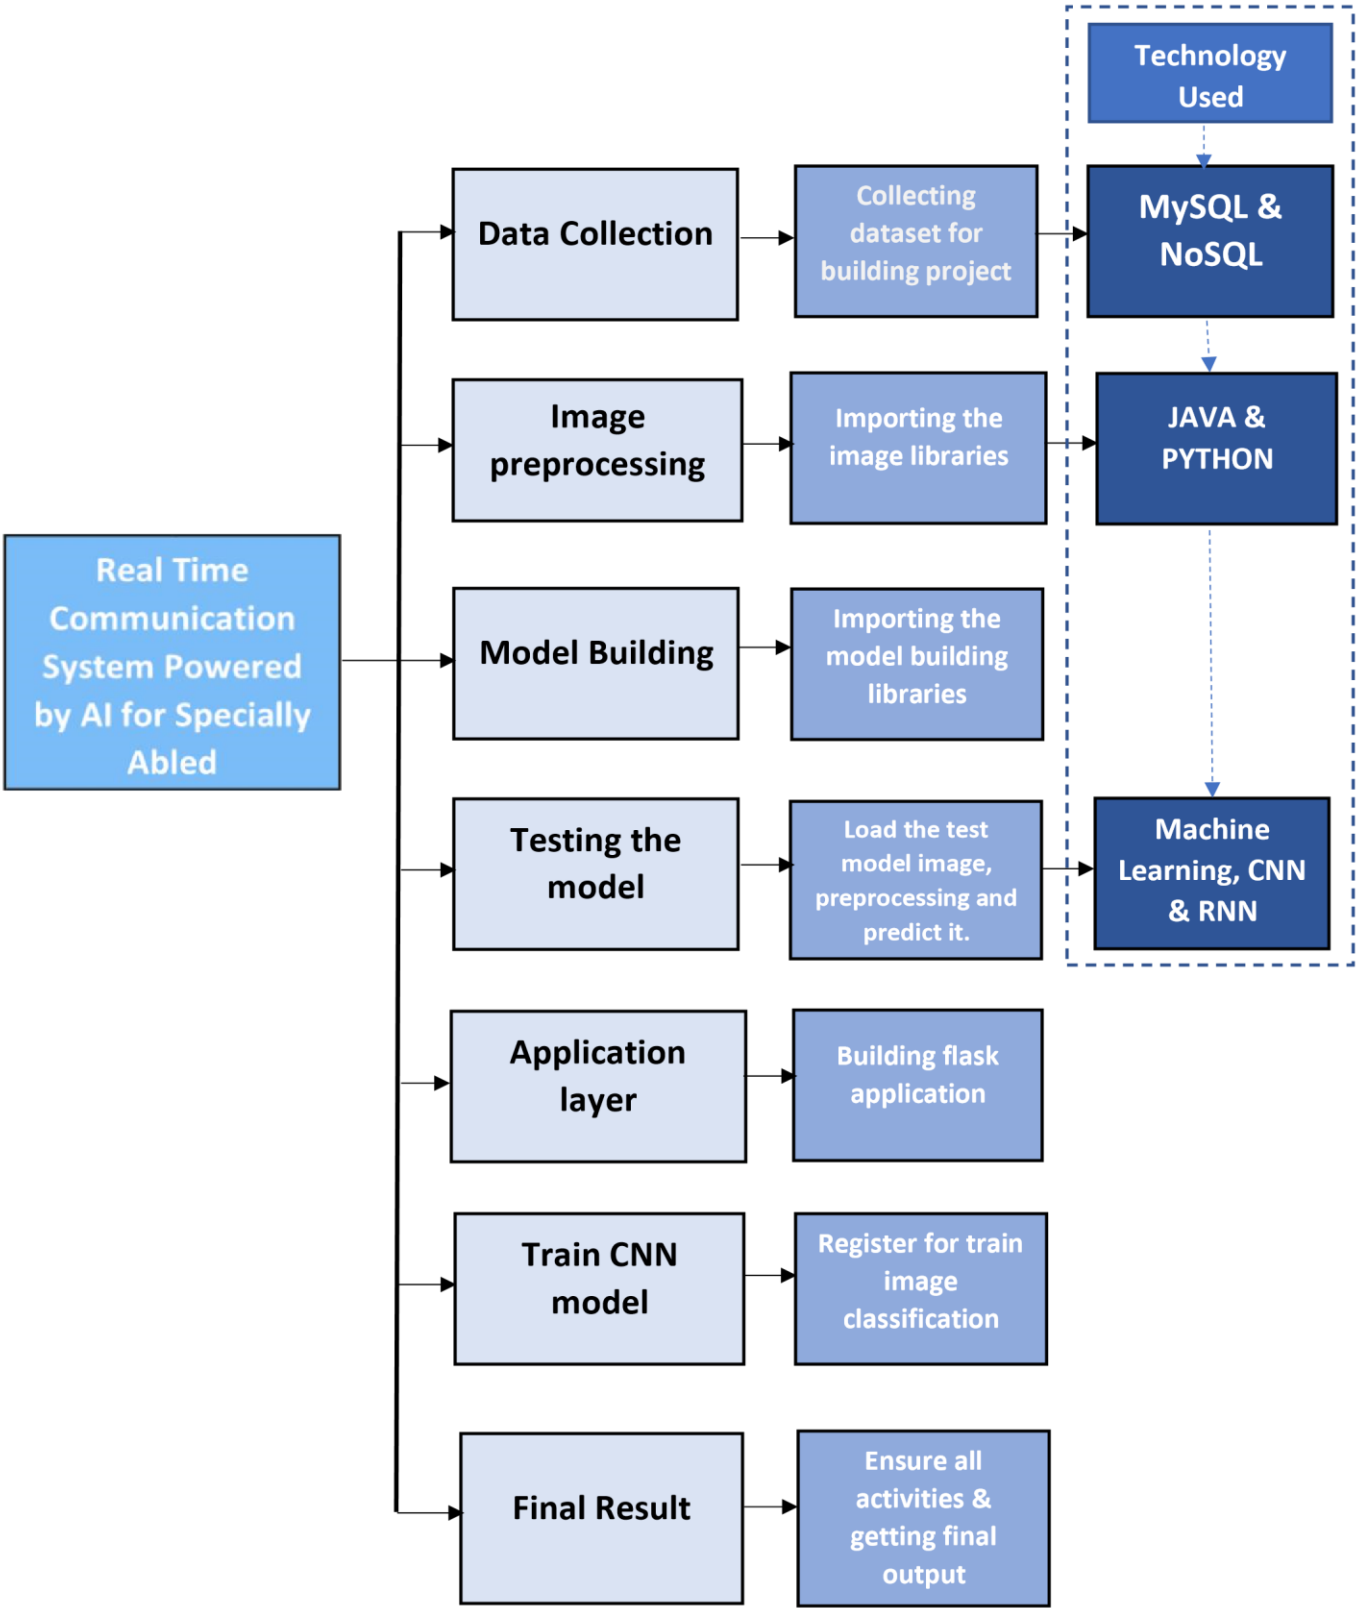 Technology
Used
Data Collection
Collecting
dataset for
building project
MySQL &
NoSQL
Image
preprocessing
Importing the
image libraries
JAVA &
PYTHON
Real Time
Communication
System Powered
by AI for Specially
Abled
Model Building
Importing the
model building
libraries
Testing the
model
Load the test
model image,
preprocessing and
predict it.
Machine
Learning, CNN
& RNN
Application
layer
Building flask
application
Train CNN
model
Register for train
image
classification
Final Result
Ensure all
activities &
getting final
output